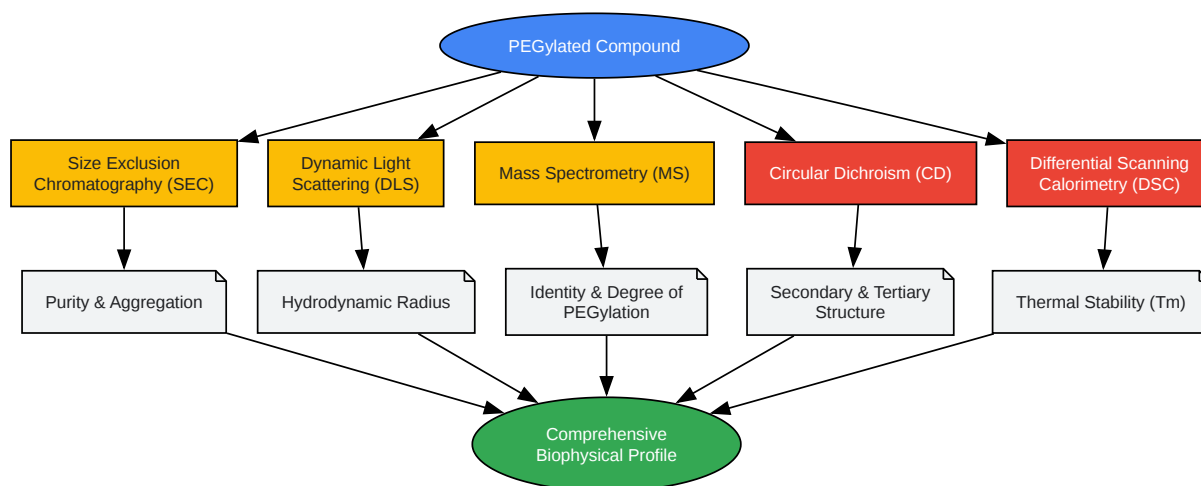 PEGylated Compound
Size Exclusion
Chromatography (SEC)
Dynamic Light
Scattering (DLS)
Mass Spectrometry (MS)
Circular Dichroism (CD)
Differential Scanning
Calorimetry (DSC)
Purity & Aggregation
Hydrodynamic Radius
Identity & Degree of
PEGylation
Secondary & Tertiary
Structure
Thermal Stability (Tm)
Comprehensive
Biophysical Profile